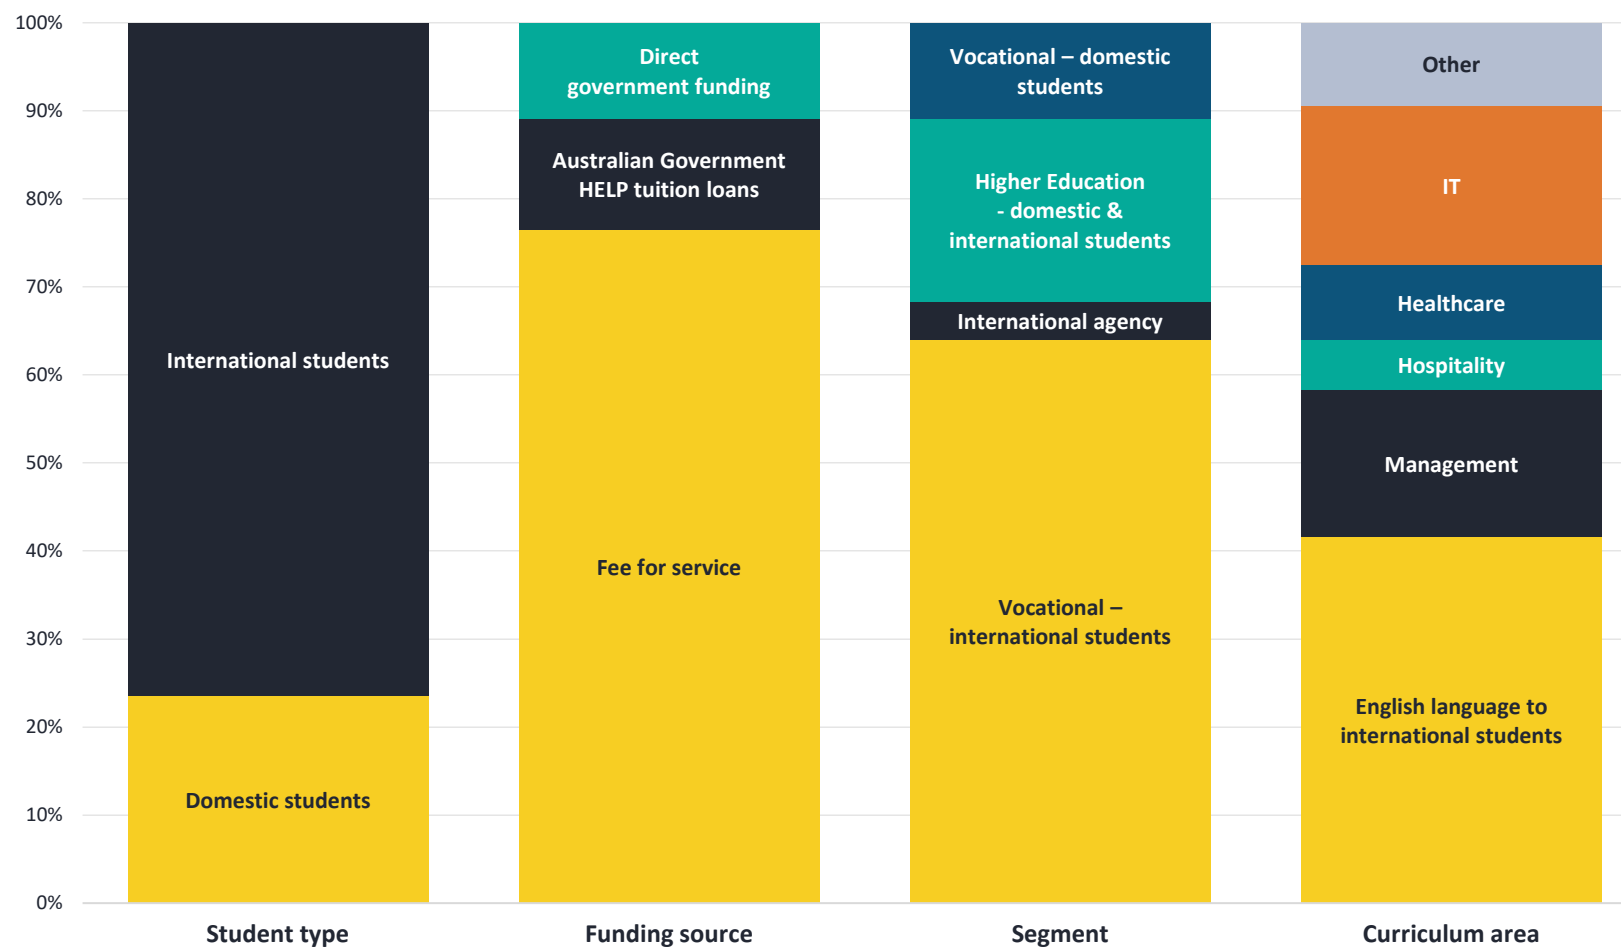 100%
90%
80%
70%
60%
50%
40%
30%
20%
10%
0%
International students
Domestic students
Direct
government funding
Australian Government
HELP tuition loans
Fee for service
Vocational – domestic
students
Higher Education
- domestic &
international students
International agency
Vocational –
international students
Other
IT
Healthcare
Hospitality
Management
English language to
international students
Student type
Funding source
Segment
Curriculum area